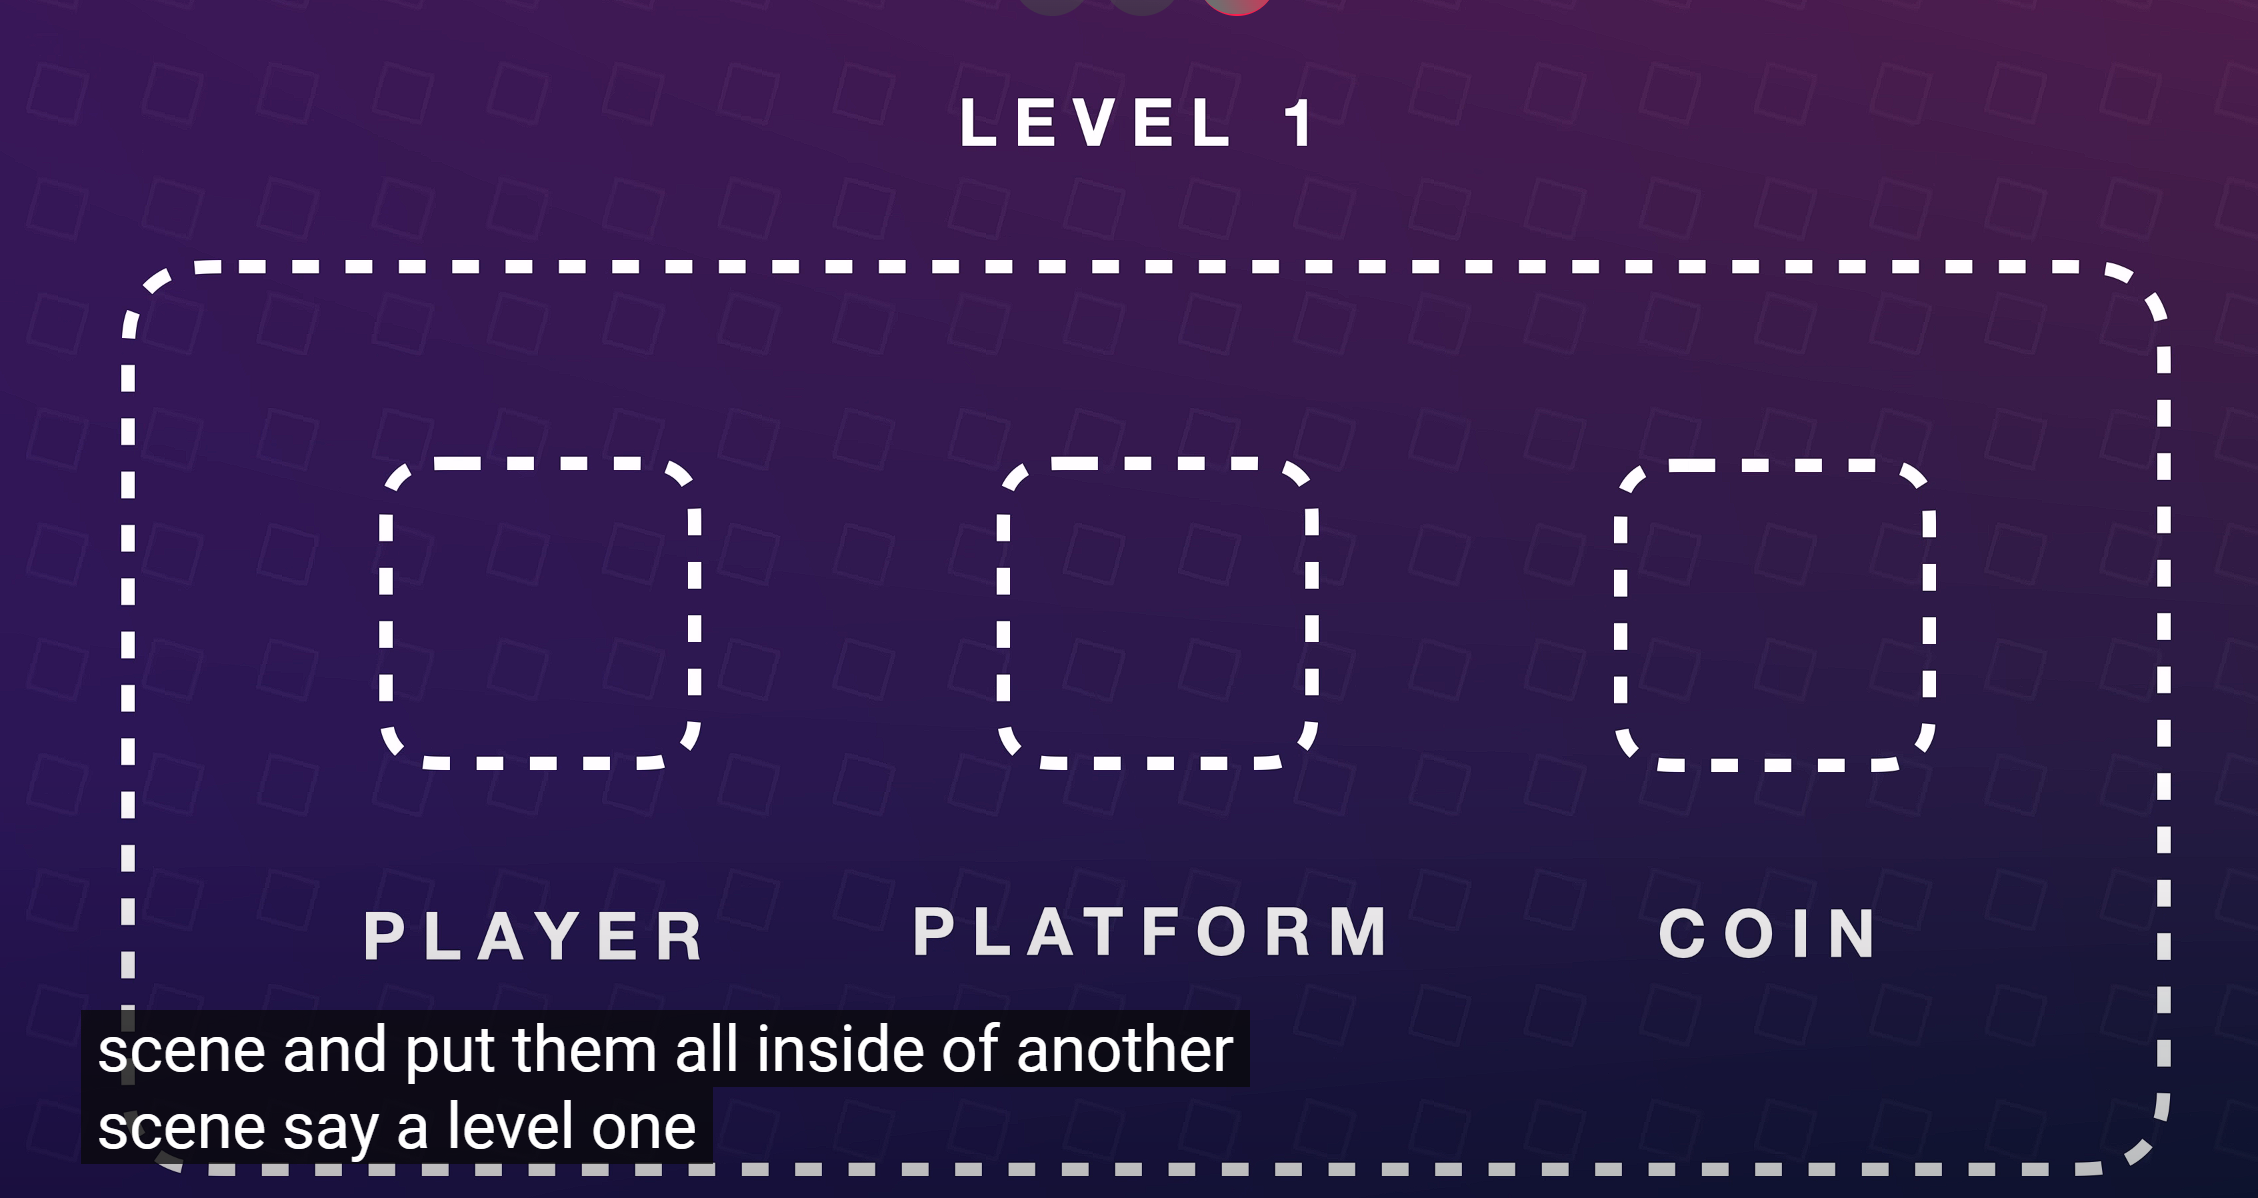 LEVEL 1
PLAYER
PLATFORM
COIN
scene and put them all inside of another
scene say a level one